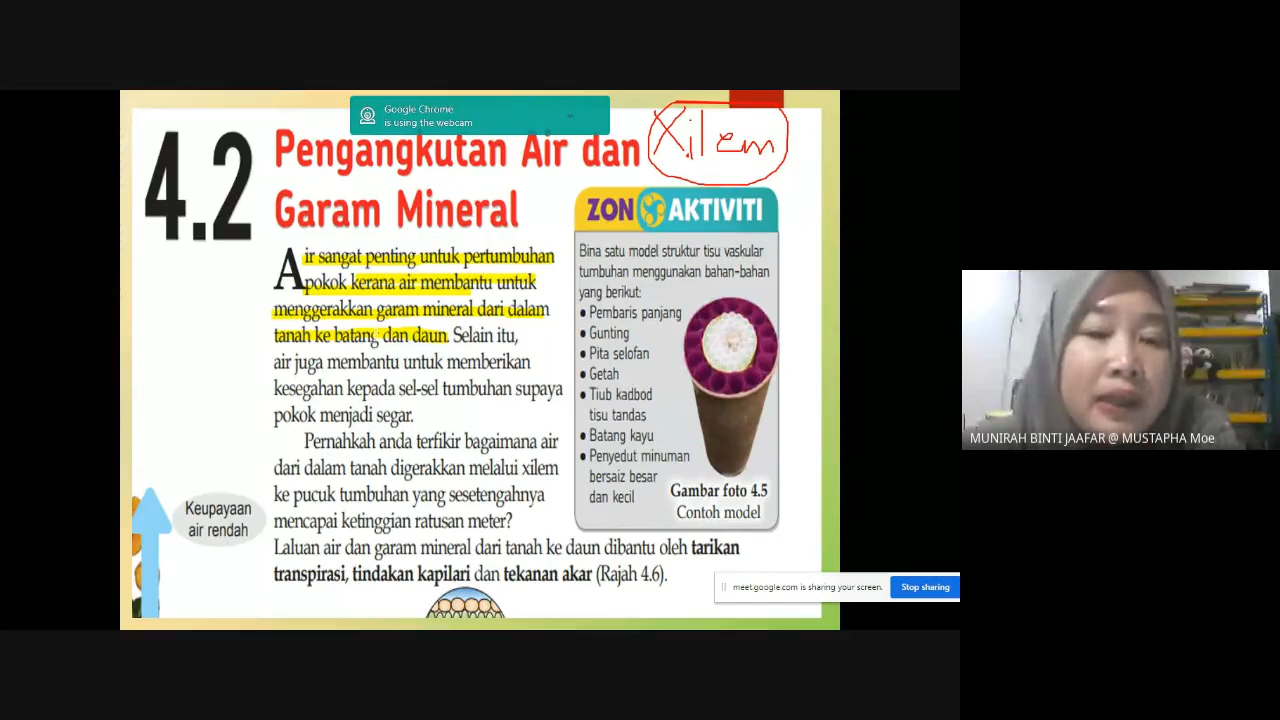 Google Chrome
is using the webcam
Xilem
4.2
Pengangkutan Air dan
Garam Mineral
Air sangat penting untuk pertumbuhan
pokok kerana air membantu untuk
menggerakkan garam mineral dari dalam
tanah ke batang dan daun. Selain itu,
air juga membantu untuk memberikan
kesegahan kepada sel-sel tumbuhan supaya
pokok menjadi segar.
Pernahkah anda terfikir bagaimana air
dari dalam tanah digerakkan melalui xilem
ke pucuk tumbuhan yang sesetengahnya
mencapai ketinggian ratusan meter?
Laluan air dan garam mineral dari tanah ke daun dibantu oleh tarikan
transpirasi, tindakan kapilari dan tekanan akar (Rajah 4.6).
ZON AKTIVITI
Bina satu model struktur tisu vaskular
tumbuhan menggunakan bahan-bahan
yang berikut:
• Pembaris panjang
• Gunting
• Pita selofan
• Getah
• Tiub kadbod
tisu tandas
• Batang kayu
• Penyedut minuman
bersaiz besar
dan kecil
Gambar foto 4.5
Contoh model
Keupayaan
air rendah
meet.google.com is sharing your screen.
Stop sharing
MUNIRAH BINTI JAAFAR @ MUSTAPHA Moe